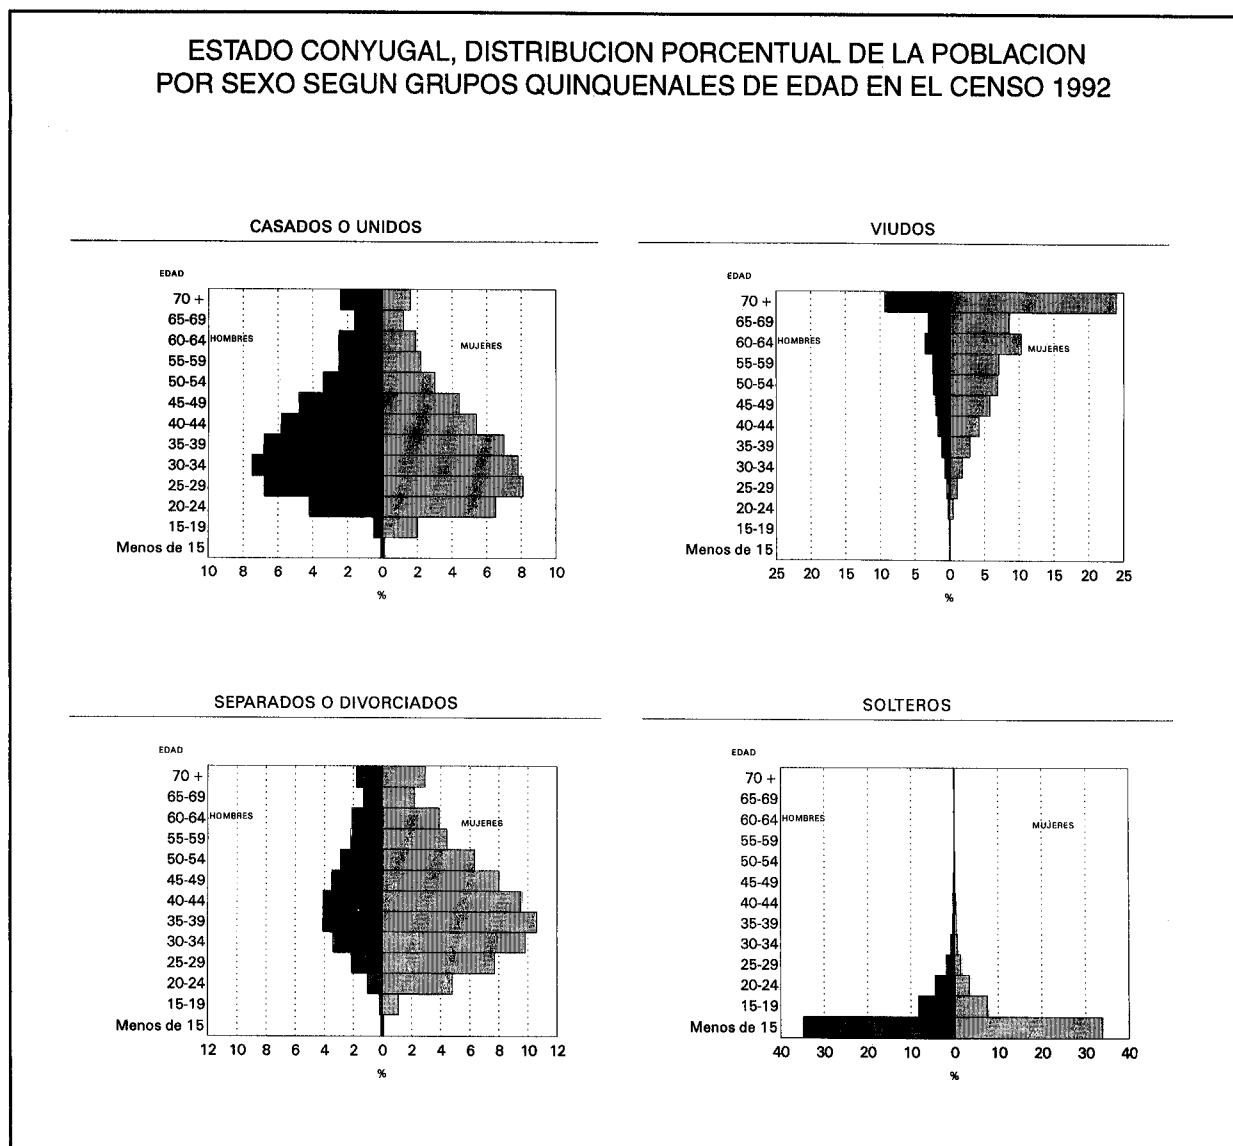 ESTADO CONYUGAL, DISTRIBUCION PORCENTUAL DE LA POBLACION
POR SEXO SEGUN GRUPOS QUINQUENALES DE EDAD EN EL CENSO 1992
CASADOS O UNIDOS
EDAD
70 +
65-69
60-64
55-59
50-54
45-49
40-44
35-39
30-34
25-29
20-24
15-19
Menos de 15
HOMBRES
MUJERES
10 8 6 4 2 0 2 4 6 8 10
%
VIUDOS
EDAD
70 +
65-69
60-64
55-59
50-54
45-49
40-44
35-39
30-34
25-29
20-24
15-19
Menos de 15
HOMBRES
MUJERES
25 20 15 10 5 0 5 10 15 20 25
%
SEPARADOS O DIVORCIADOS
EDAD
70 +
65-69
60-64
55-59
50-54
45-49
40-44
35-39
30-34
25-29
20-24
15-19
Menos de 15
HOMBRES
MUJERES
12 10 8 6 4 2 0 2 4 6 8 10 12
%
SOLTEROS
EDAD
70 +
65-69
60-64
55-59
50-54
45-49
40-44
35-39
30-34
25-29
20-24
15-19
Menos de 15
HOMBRES
MUJERES
40 30 20 10 0 10 20 30 40
%